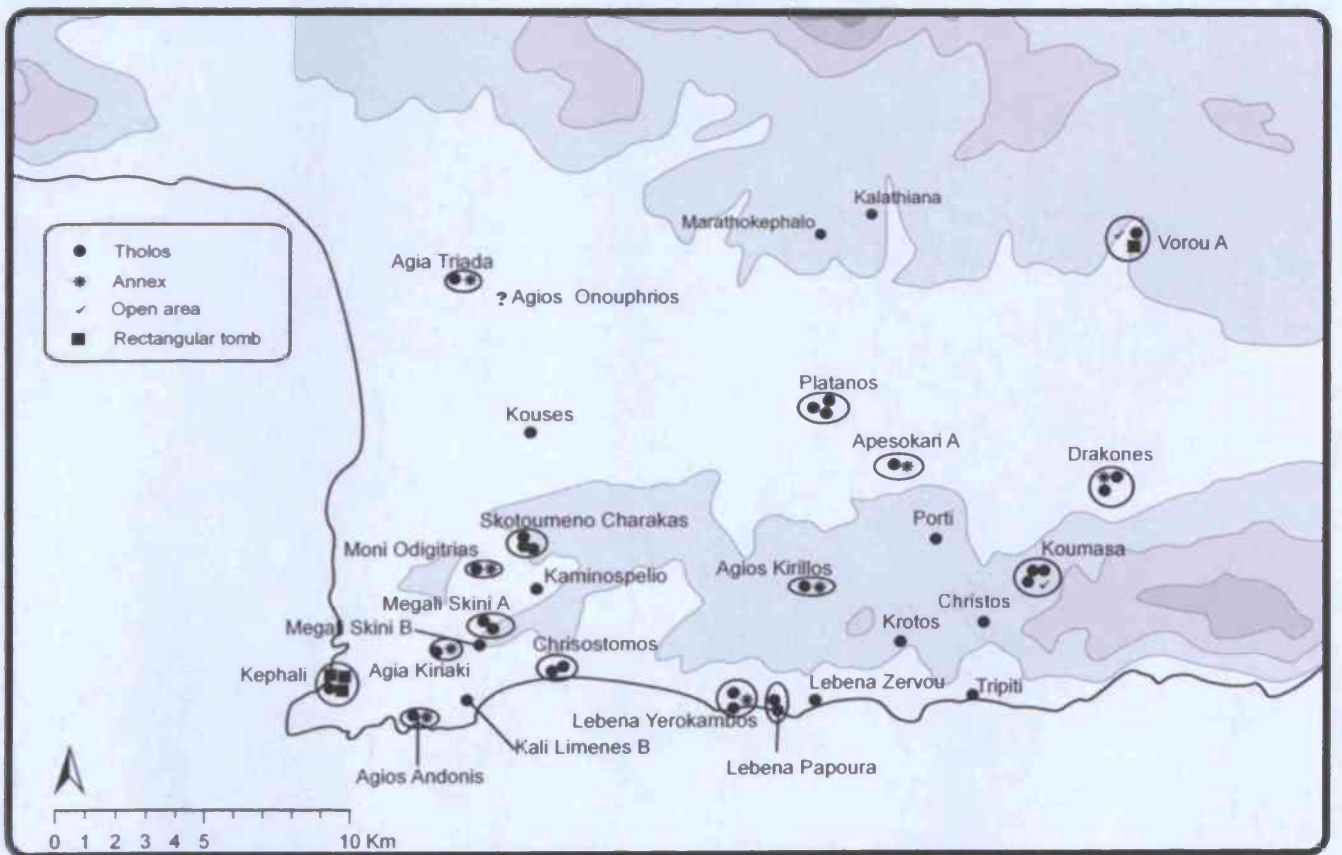 Kalathiana
Marathokephalo
Vorou A
Tholos
Annex
Open area
Rectangular tomb
Agia Triada
? Agios Onouphrios
Platanos
Kouses
Apesokari A
Drakones
Skotoumeno Charakas
Porti
Moni Odigitrias
Koumasa
Agios Kirillos
Kaminospelio
Megali Skini A
Christos
Megali Skini B
Krotos
Chrisostomos
Kephali
Agia Kiriaki
Lebena Zervou
Tripiti
Lebena Yerokambos
Kali Limenes B
Lebena Papoura
Agios Andonis
0 1 2 3 4 5 10 Km